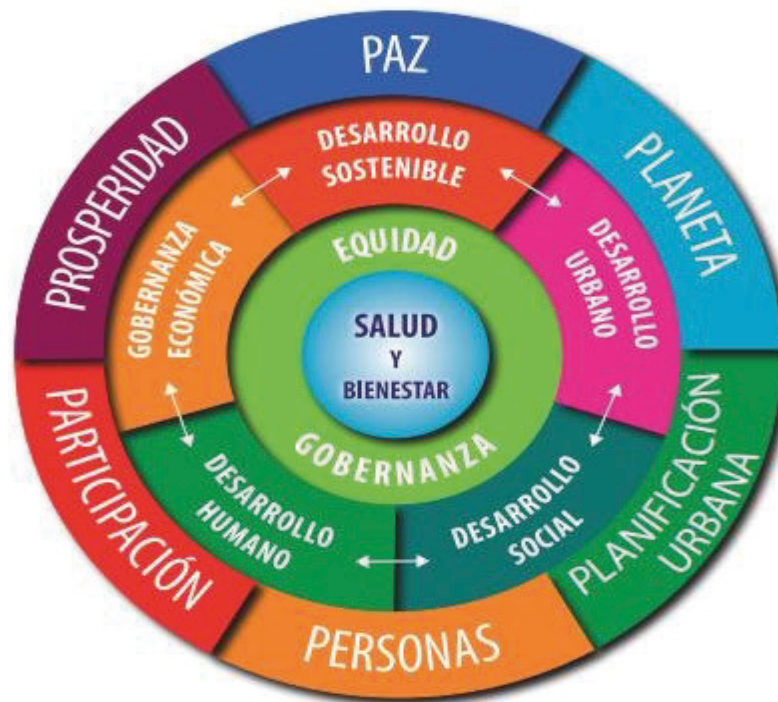 PAZ
PLANETA
PLANIFICACIÓN
URBANA
PERSONAS
PARTICIPACIÓN
PROSPERIDAD
DESARROLLO
SOSTENIBLE
DESARROLLO
URBANO
DESARROLLO
SOCIAL
DESARROLLO
HUMANO
GOBERNANZA
ECONÓMICA
EQUIDAD
GOBERNANZA
SALUD
Y
BIENESTAR